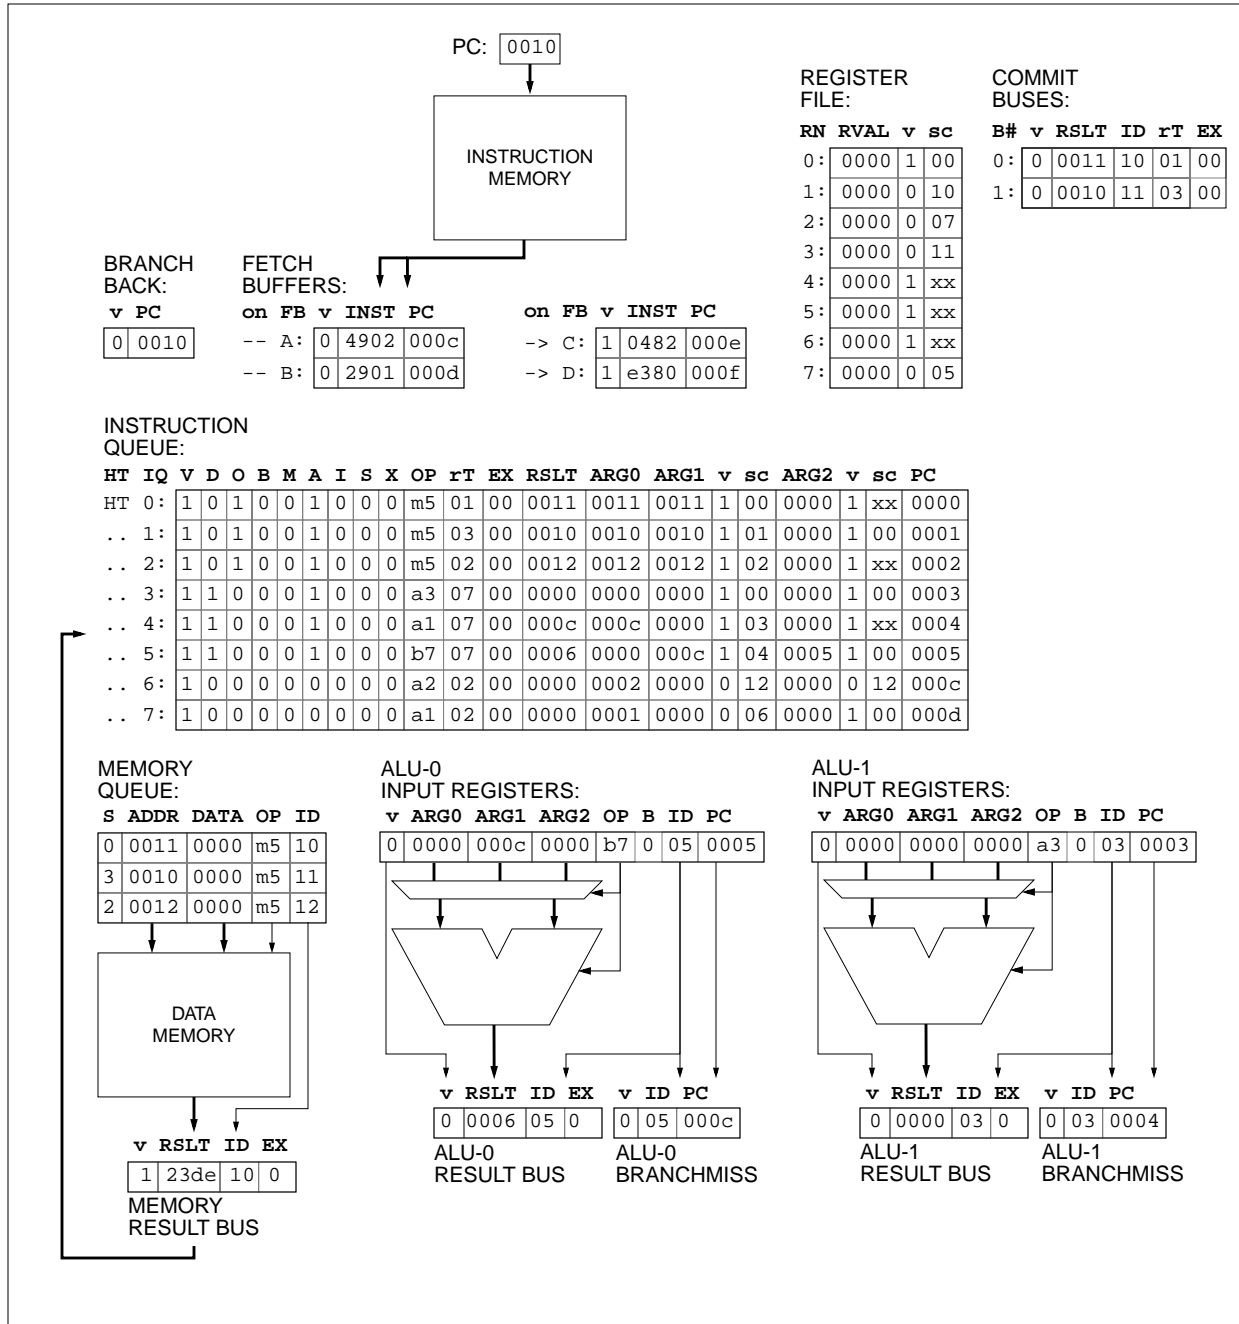 PC: 0010
INSTRUCTION
MEMORY
REGISTER
FILE:
RN RVAL v sc
0: 0000 1 00
1: 0000 0 10
2: 0000 0 07
3: 0000 0 11
4: 0000 1 xx
5: 0000 1 xx
6: 0000 1 xx
7: 0000 0 05
COMMIT
BUSES:
B# v RSLT ID rT EX
0: 0 0011 10 01 00
1: 0 0010 11 03 00
BRANCH
BACK:
v PC
0 0010
FETCH
BUFFERS:
on FB v INST PC
-- A: 0 4902 000c
-- B: 0 2901 000d
on FB v INST PC
-> C: 1 0482 000e
-> D: 1 e380 000f
INSTRUCTION
QUEUE:
HT IQ V D O B M A I S X OP rT EX RSLT ARG0 ARG1 v sc ARG2 v sc PC
HT 0: 1 0 1 0 0 1 0 0 0 m5 01 00 0011 0011 0011 1 00 0000 1 xx 0000
.. 1: 1 0 1 0 0 1 0 0 0 m5 03 00 0010 0010 0010 1 01 0000 1 00 0001
.. 2: 1 0 1 0 0 1 0 0 0 m5 02 00 0012 0012 0012 1 02 0000 1 xx 0002
.. 3: 1 1 0 0 0 1 0 0 0 a3 07 00 0000 0000 0000 1 00 0000 1 00 0003
.. 4: 1 1 0 0 0 1 0 0 0 a1 07 00 000c 000c 0000 1 03 0000 1 xx 0004
.. 5: 1 1 0 0 0 1 0 0 0 b7 07 00 0006 0000 000c 1 04 0005 1 00 0005
.. 6: 1 0 0 0 0 0 0 0 0 a2 02 00 0000 0002 0000 0 12 0000 0 12 000c
.. 7: 1 0 0 0 0 0 0 0 0 a1 02 00 0000 0001 0000 0 06 0000 1 00 000d
MEMORY
QUEUE:
S ADDR DATA OP ID
0 0011 0000 m5 10
3 0010 0000 m5 11
2 0012 0000 m5 12
DATA
MEMORY
v RSLT ID EX
1 23de 10 0
MEMORY
RESULT BUS
ALU-0
INPUT REGISTERS:
v ARG0 ARG1 ARG2 OP B ID PC
0 0000 000c 0000 b7 0 05 0005
v RSLT ID EX
0 0006 05 0
ALU-0
RESULT BUS
v ID PC
0 05 000c
ALU-0
BRANCHMISS
ALU-1
INPUT REGISTERS:
v ARG0 ARG1 ARG2 OP B ID PC
0 0000 0000 0000 a3 0 03 0003
v RSLT ID EX
0 0000 03 0
ALU-1
RESULT BUS
v ID PC
0 03 0004
ALU-1
BRANCHMISS